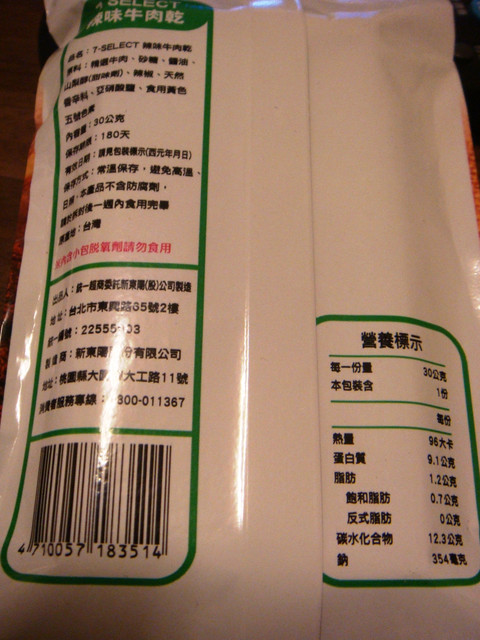 7-SELECT
辣味牛肉乾
品名：7-SELECT 辣味牛肉乾
原料：精選牛肉、砂糖、醬油、
山梨醇(甜味劑)、辣椒、天然
香辛料、亞硝酸鹽、食用黃色
五號色素
內容量：30公克
保存期限：180天
有效日期：請見包裝標示(西元年月日)
保存方式：常溫保存，避免高溫、
日照，本產品不含防腐劑，
請於拆封後一週內食用完畢
原產地：台灣
內含小包脫氧劑請勿食用
出品人：統一超商委託新東陽(股)公司製造
地址：台北市東興路65號2樓
統一編號：22555 03
製造商：新東陽 份有限公司
地址：桃園縣大 大工路11號
消費者服務專線： 800-011367
4 710057 183514
營養標示
每一份量 30公克
本包裝含 1份
每份
熱量 96大卡
蛋白質 9.1公克
脂肪 1.2公克
飽和脂肪 0.7公克
反式脂肪 0公克
碳水化合物 12.3公克
鈉 354毫克